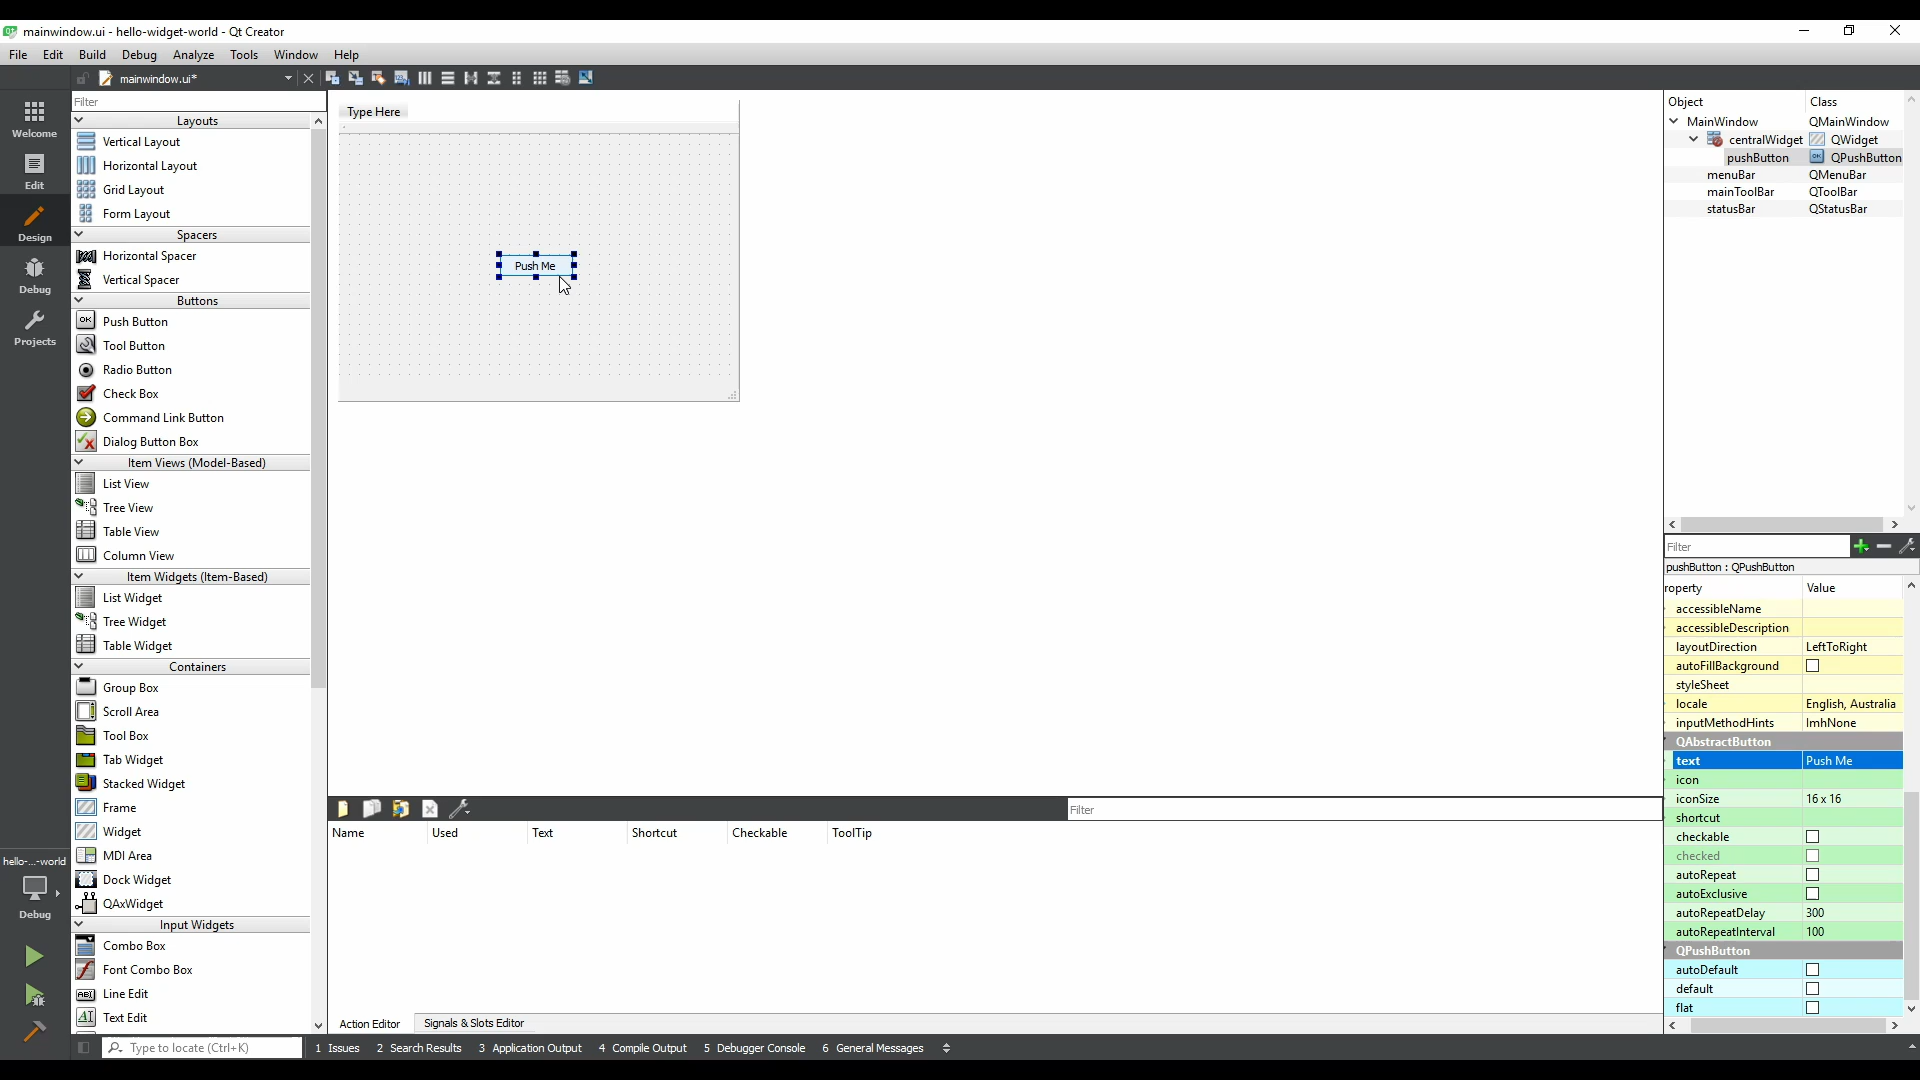 mainwindow.ui - hello-widget-world - Qt Creator
File Edit Build Debug Analyze Tools Window Help
mainwindow.ui*
Welcome
Edit
Design
Debug
Projects
hello-...-world
Debug
Filter
Layouts
Vertical Layout
Horizontal Layout
Grid Layout
Form Layout
Spacers
Horizontal Spacer
Vertical Spacer
Buttons
OK Push Button
Tool Button
Radio Button
Check Box
Command Link Button
Dialog Button Box
Item Views (Model-Based)
List View
Tree View
Table View
Column View
Item Widgets (Item-Based)
List Widget
Tree Widget
Table Widget
Containers
Group Box
Scroll Area
Tool Box
Tab Widget
Stacked Widget
Frame
Widget
MDI Area
Dock Widget
QAxWidget
Input Widgets
Combo Box
Font Combo Box
Line Edit
Text Edit
Type Here
Push Me
Filter
Name Used Text Shortcut Checkable ToolTip
Action Editor Signals & Slots Editor
Object Class
MainWindow QMainWindow
centralWidget QWidget
pushButton QPushButton
menuBar QMenuBar
mainToolBar QToolBar
statusBar QStatusBar
Filter
pushButton : QPushButton
roperty Value
accessibleName
accessibleDescription
layoutDirection LeftToRight
autoFillBackground
styleSheet
locale English, Australia
inputMethodHints ImhNone
QAbstractButton
text Push Me
icon
iconSize 16 x 16
shortcut
checkable
checked
autoRepeat
autoExclusive
autoRepeatDelay 300
autoRepeatInterval 100
QPushButton
autoDefault
default
flat
Type to locate (Ctrl+K) 1 Issues 2 Search Results 3 Application Output 4 Compile Output 5 Debugger Console 6 General Messages